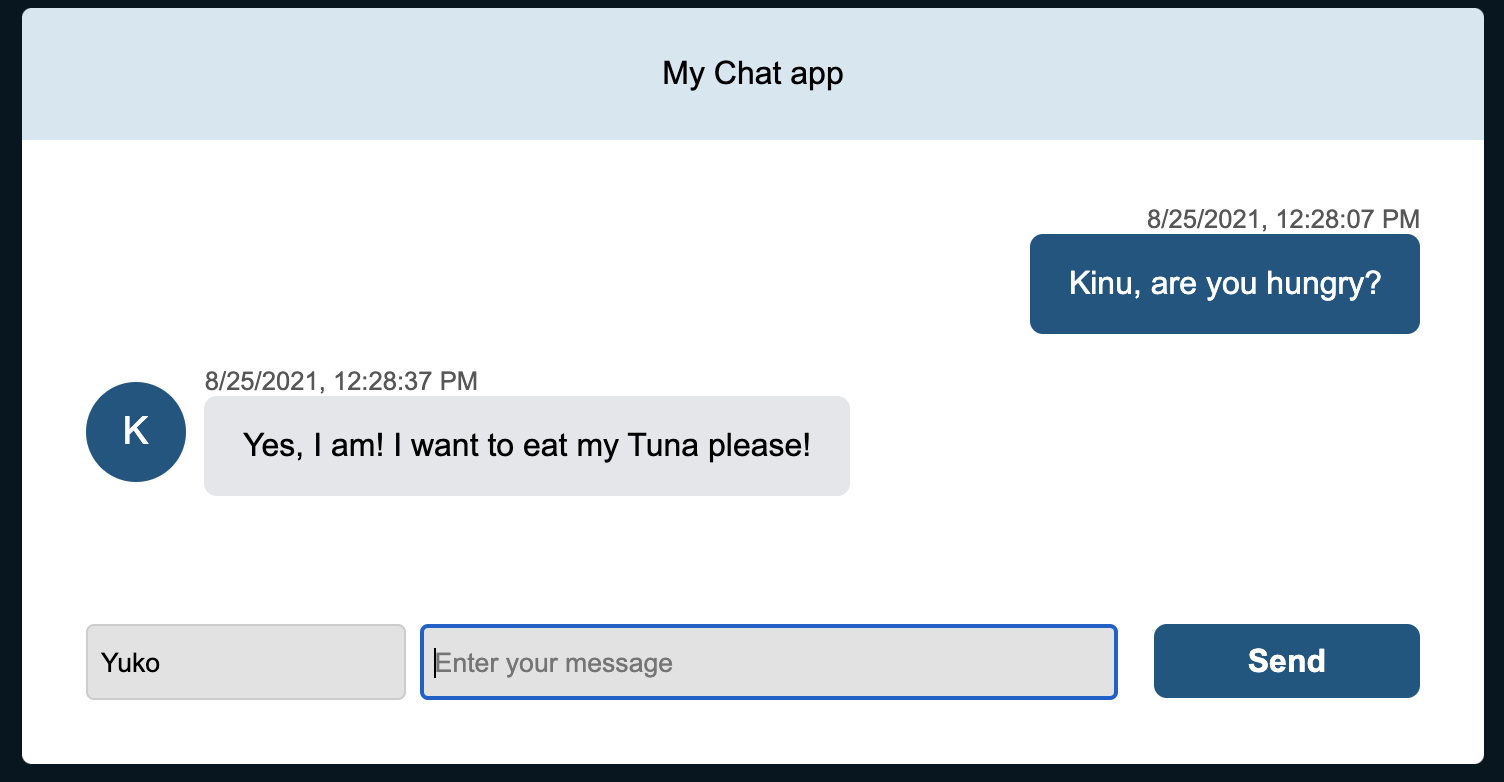 My Chat app
8/25/2021, 12:28:07 PM
Kinu, are you hungry?
8/25/2021, 12:28:37 PM
K
Yes, I am! I want to eat my Tuna please!
Yuko
Enter your message
Send